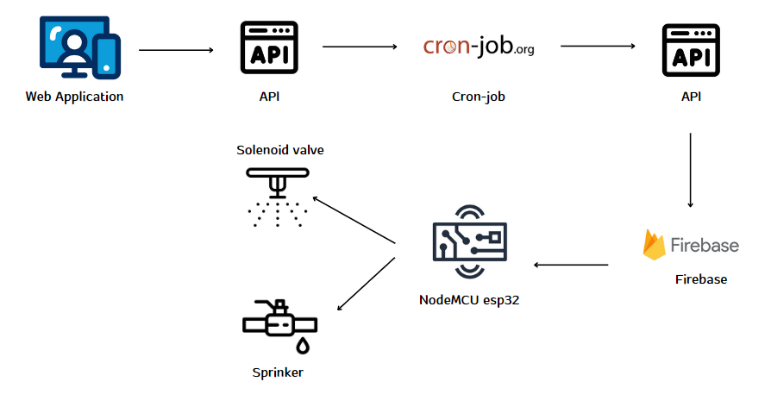 API
cron-job.org
API
Web Application
API
Cron-job
API
Solenoid valve
Firebase
Firebase
NodeMCU esp32
Sprinker